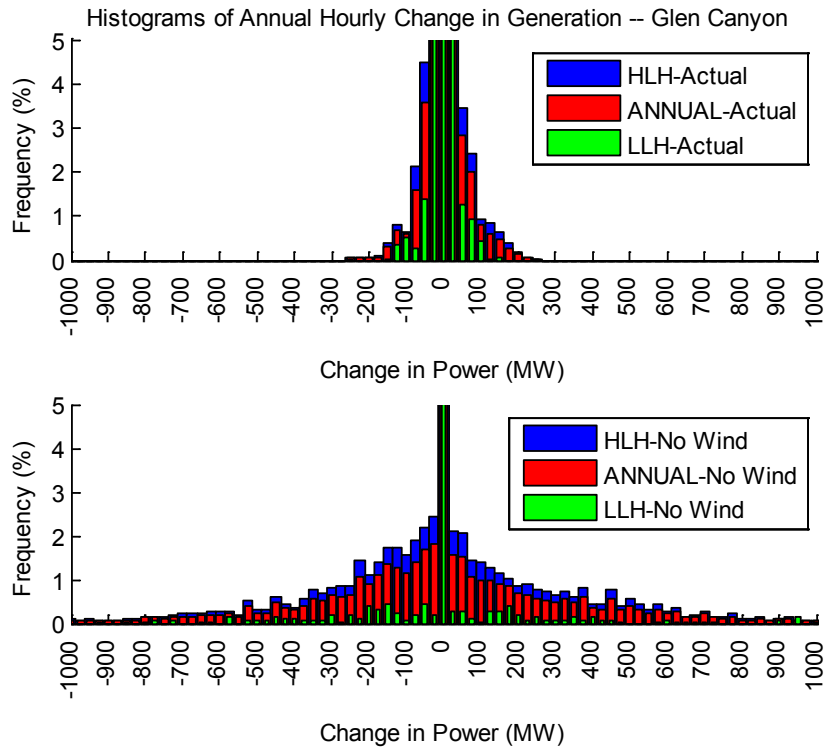 Histograms of Annual Hourly Change in Generation -- Glen Canyon
Frequency (%)
5
4
3
2
1
0
HLH-Actual
ANNUAL-Actual
LLH-Actual
-1000 -900 -800 -700 -600 -500 -400 -300 -200 -100 0 100 200 300 400 500 600 700 800 900 1000
Change in Power (MW)
Frequency (%)
5
4
3
2
1
0
HLH-No Wind
ANNUAL-No Wind
LLH-No Wind
-1000 -900 -800 -700 -600 -500 -400 -300 -200 -100 0 100 200 300 400 500 600 700 800 900 1000
Change in Power (MW)